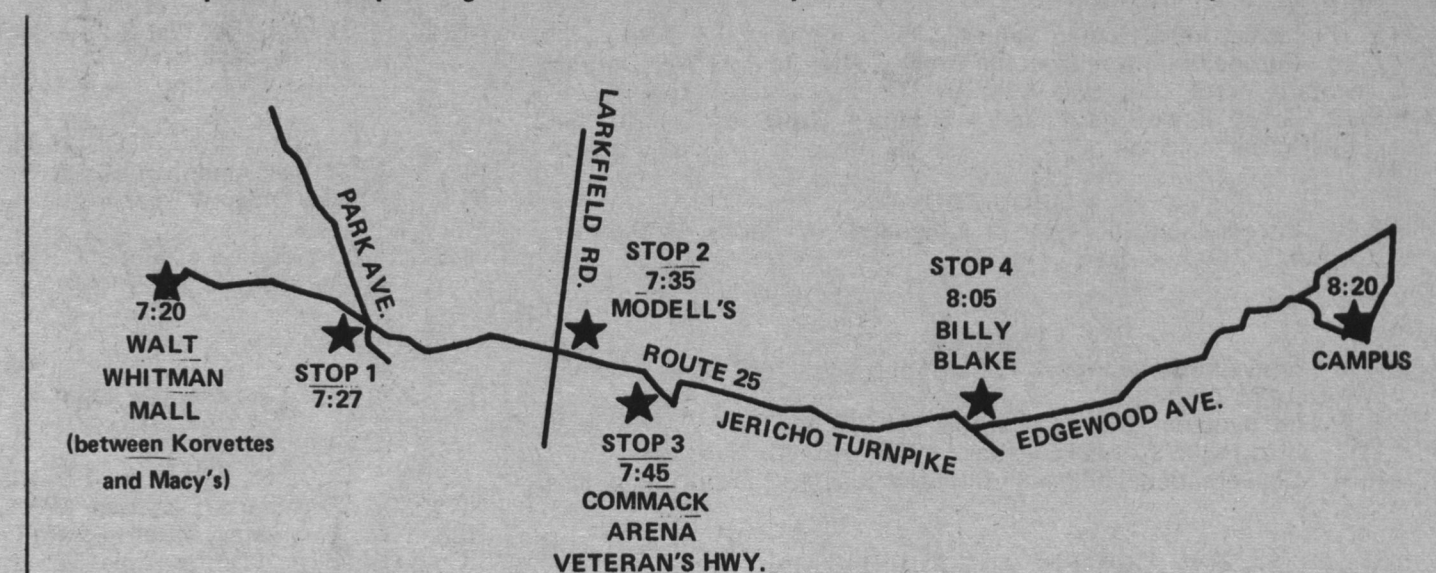 PARK AVE.
LARKFIELD RD.
STOP 2
7:35
MODELL'S
STOP 4
8:05
BILLY
BLAKE
8:20
CAMPUS
7:20
WALT
WHITMAN
MALL
(between Korvettes
and Macy's)
STOP 1
7:27
ROUTE 25
JERICHO TURNPIKE
EDGEWOOD AVE.
STOP 3
7:45
COMMACK
ARENA
VETERAN'S HWY.